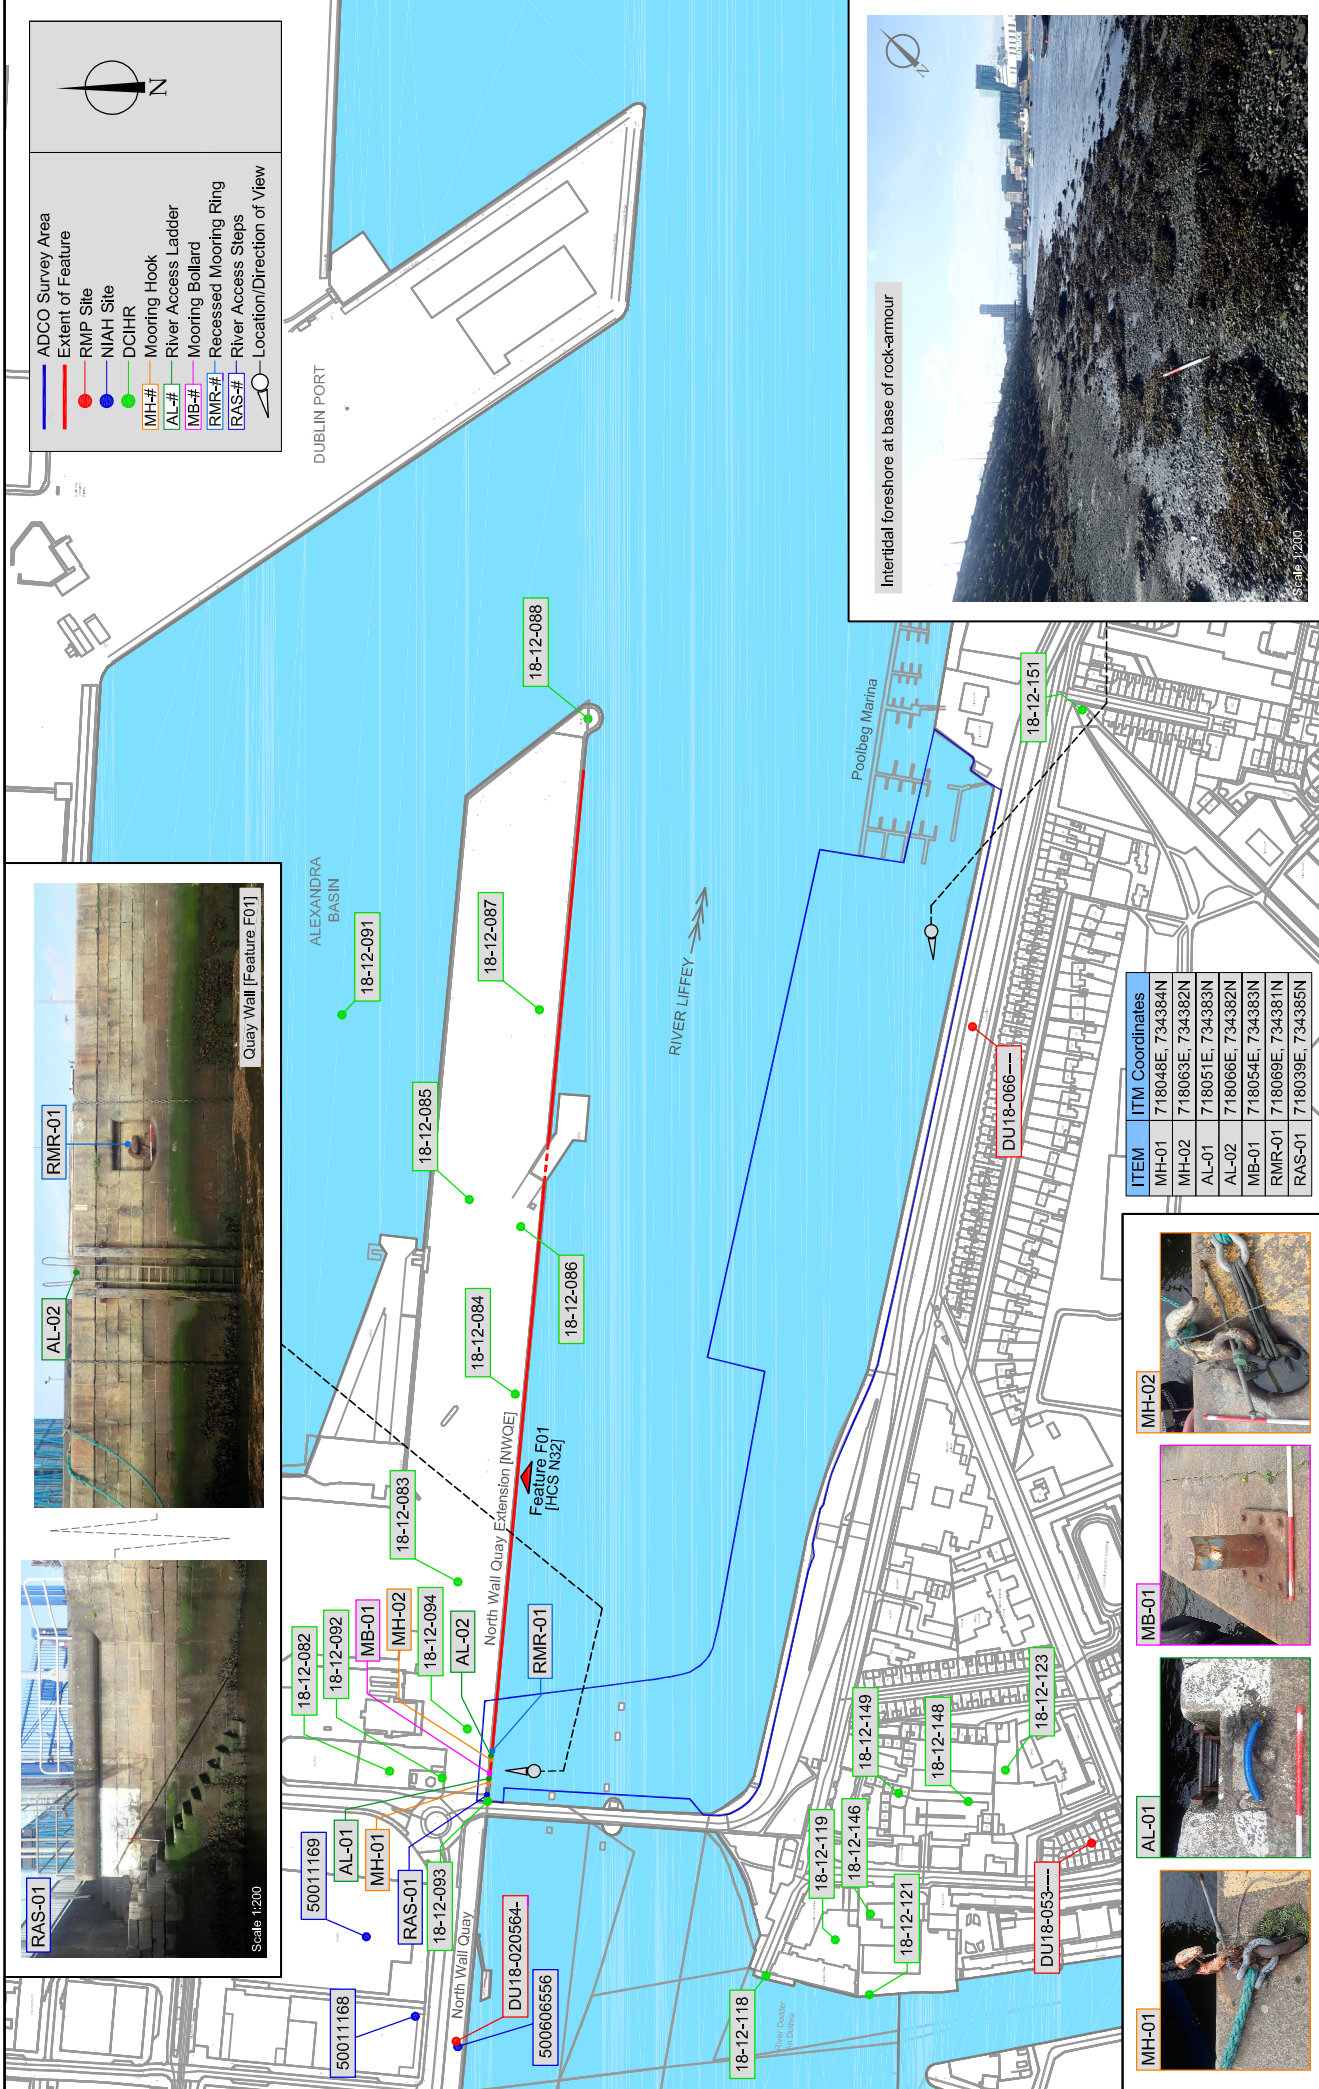 RAS-01
Scale 1:200
AL-02
RMR-01
Quay Wall [Feature F01]
N
ADCO Survey Area
Extent of Feature
RMP Site
NIAH Site
DCIHR
MH-# Mooring Hook
AL-# River Access Ladder
MB-# Mooring Bollard
RMR-# Recessed Mooring Ring
RAS-# River Access Steps
Location/Direction of View
DUBLIN PORT
ALEXANDRA
BASIN
18-12-091
18-12-088
18-12-087
18-12-085
18-12-086
18-12-084
18-12-083
18-12-082
18-12-092
MB-01
MH-02
18-12-094
AL-02
RMR-01
North Wall Quay Extension [NWQE]
Feature F01
[HCS N32]
50011169
AL-01
MH-01
RAS-01
18-12-093
50011168
North Wall Quay
DU18-020564-
500606556
RIVER LIFFEY
Poolbeg Marina
18-12-151
DU18-066----
18-12-149
18-12-148
18-12-123
18-12-119
18-12-146
18-12-121
18-12-118
DU18-053----
River Dodder
Intertidal foreshore at base of rock-armour
N
Scale 1:200
ITEM ITM Coordinates
MH-01 718048E, 734384N
MH-02 718063E, 734382N
AL-01 718051E, 734383N
AL-02 718066E, 734382N
MB-01 718054E, 734383N
RMR-01 718069E, 734381N
RAS-01 718039E, 734385N
MH-01
AL-01
MB-01
MH-02